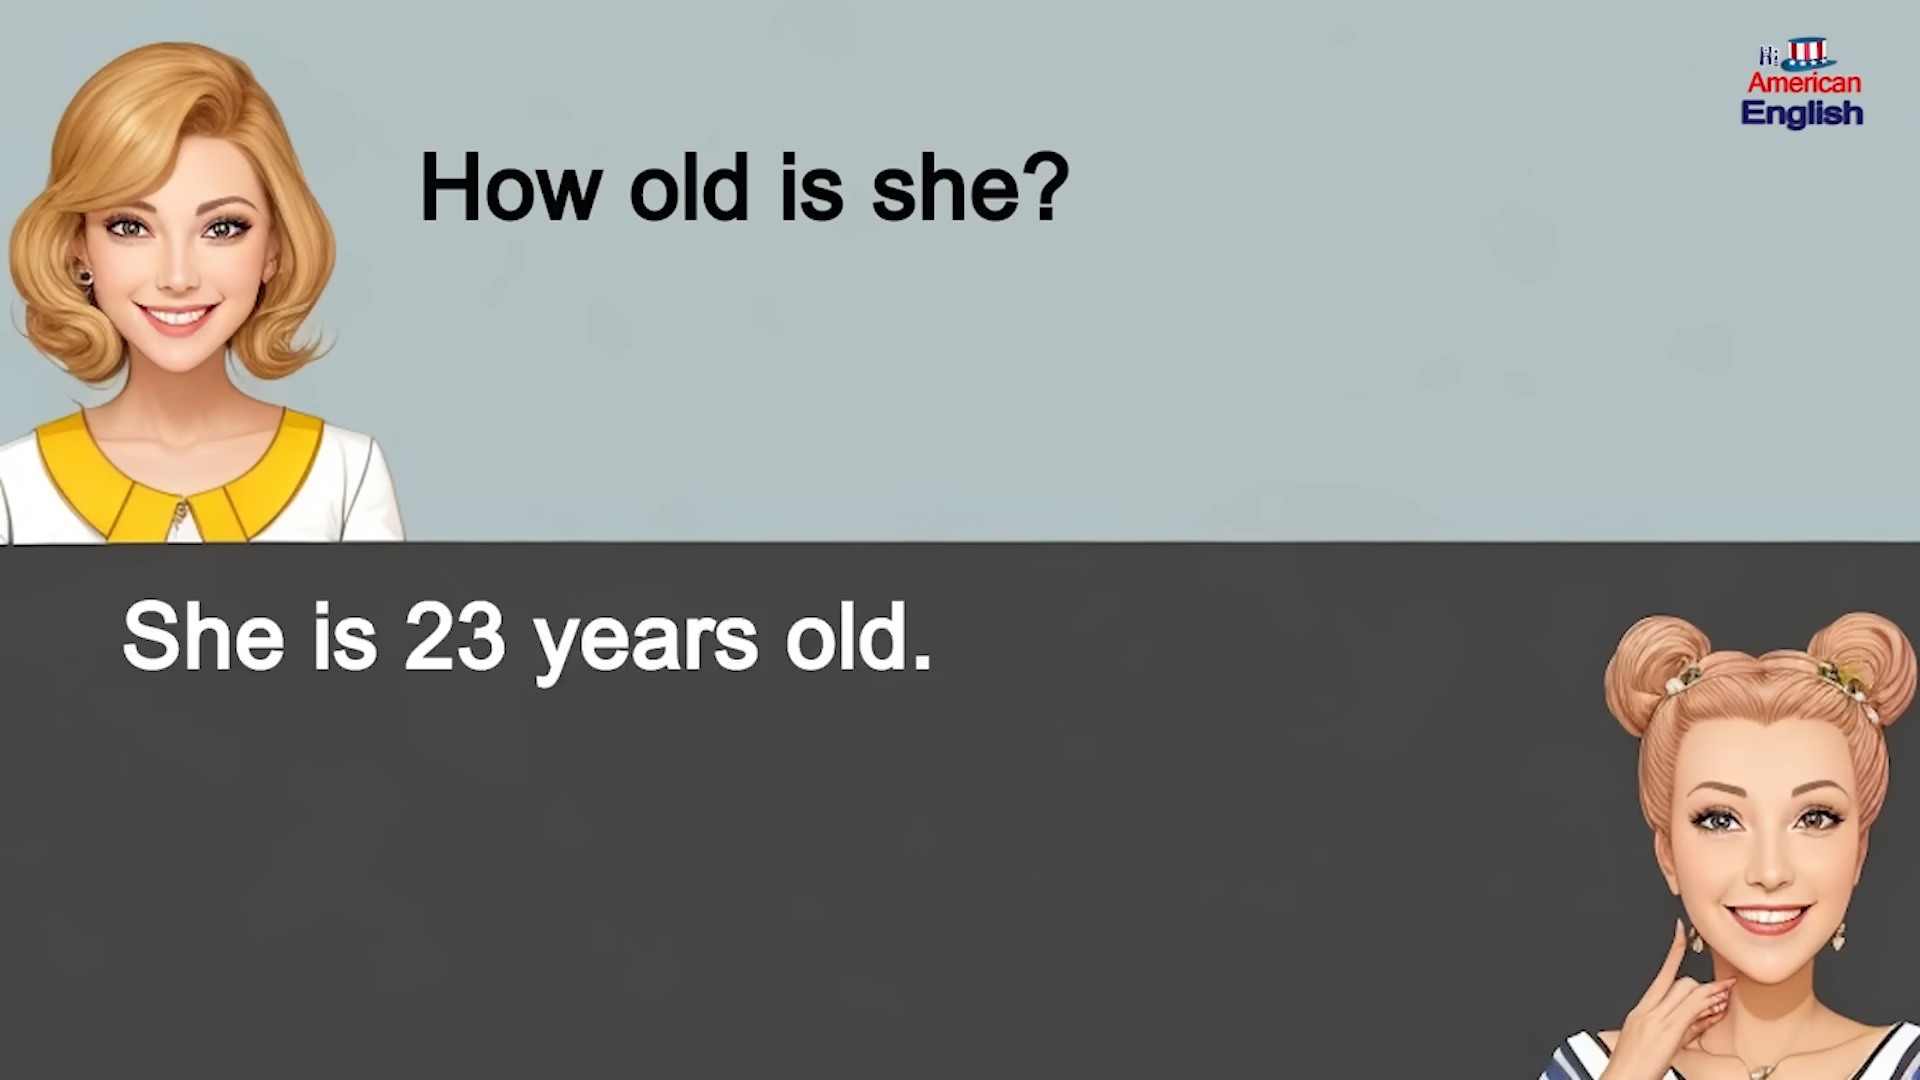 Hi
American
English
How old is she?
She is 23 years old.